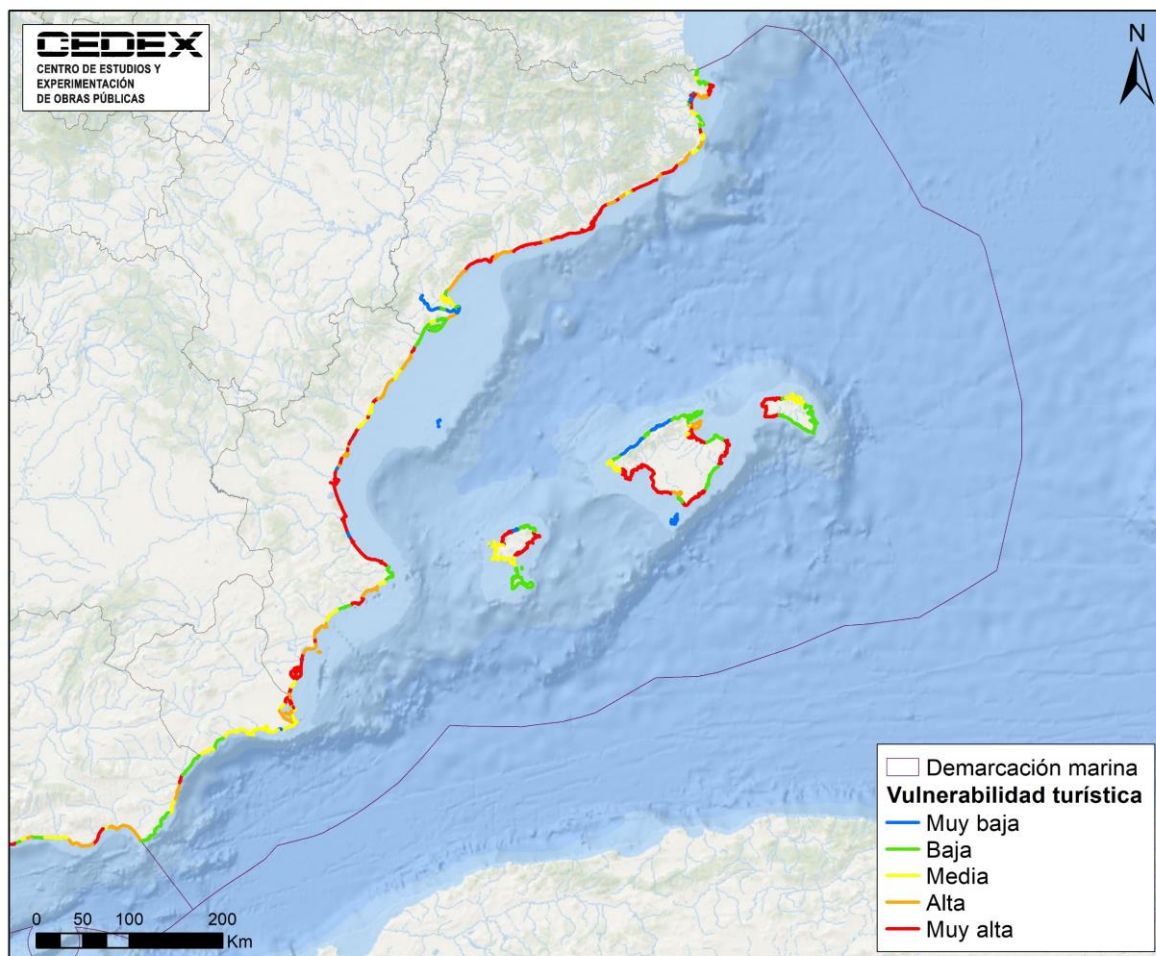 CEDEX
CENTRO DE ESTUDIOS Y
EXPERIMENTACIÓN
DE OBRAS PÚBLICAS
N
Demarcación marina
Vulnerabilidad turística
Muy baja
Baja
Media
Alta
Muy alta
0 50 100 200
Km